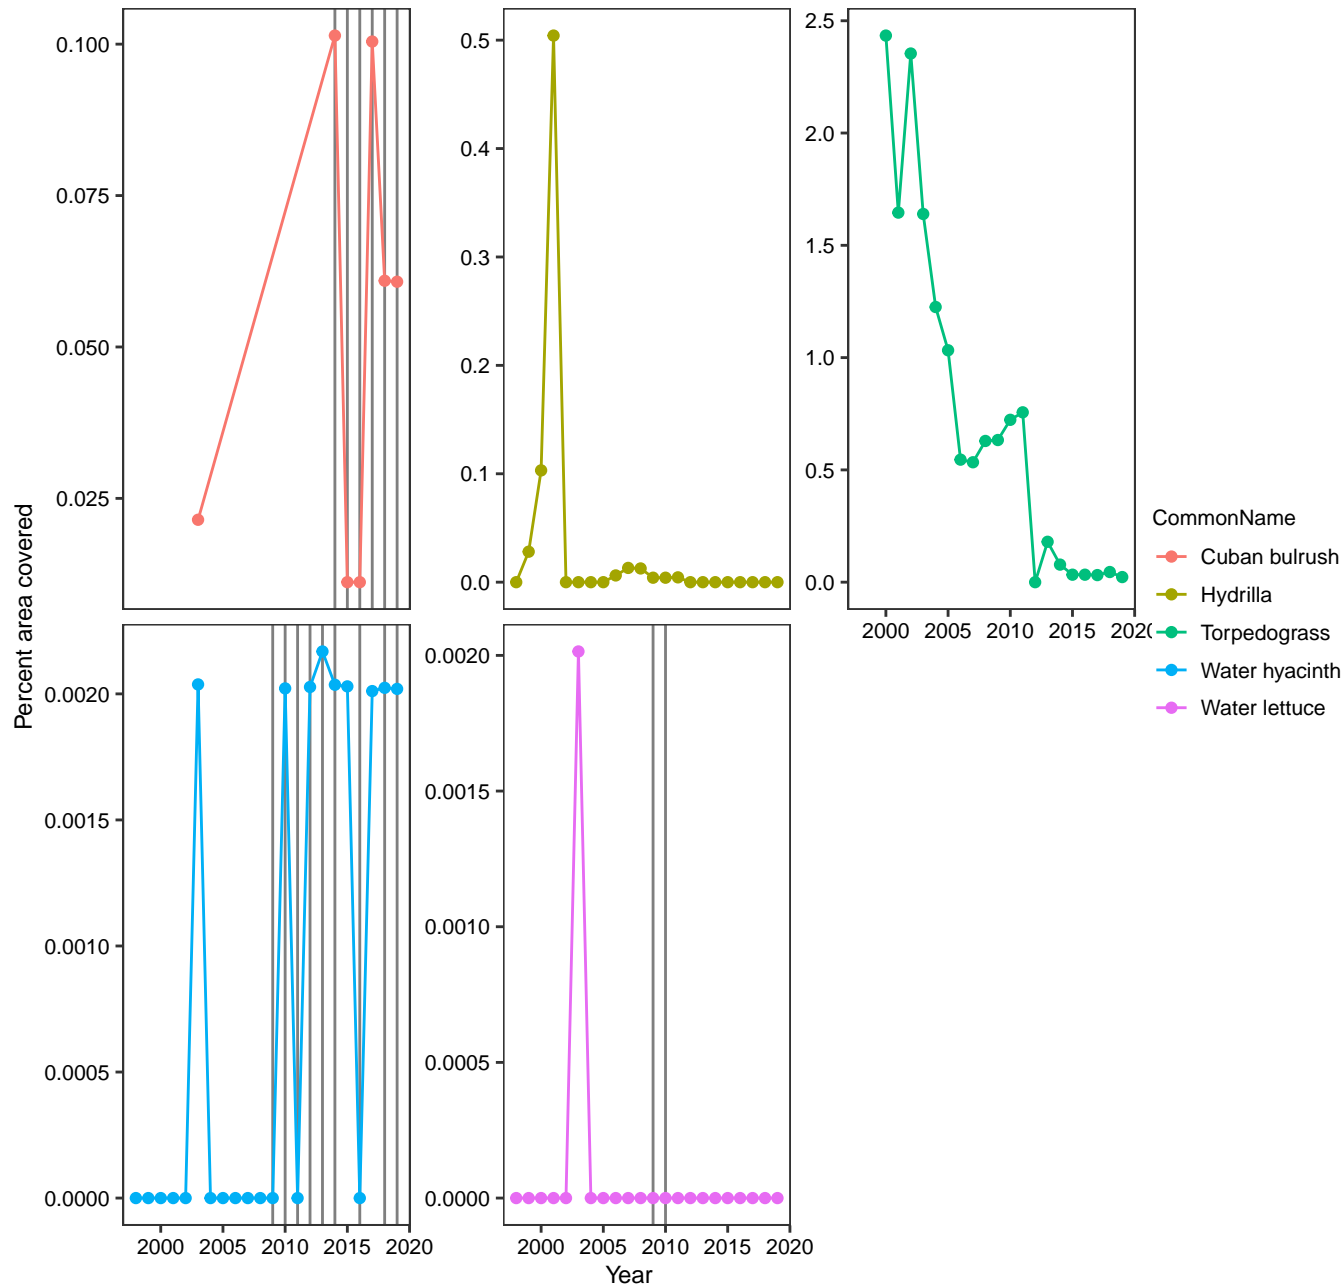 0.100
0.075
0.050
0.025
0.5
0.4
0.3
0.2
0.1
0.0
2.5
2.0
1.5
1.0
0.5
0.0
2000 2005 2010 2015 2020
Percent area covered
0.0020
0.0015
0.0010
0.0005
0.0000
2000 2005 2010 2015 2020
0.0020
0.0015
0.0010
0.0005
0.0000
2000 2005 2010 2015 2020
Year
CommonName
Cuban bulrush
Hydrilla
Torpedograss
Water hyacinth
Water lettuce